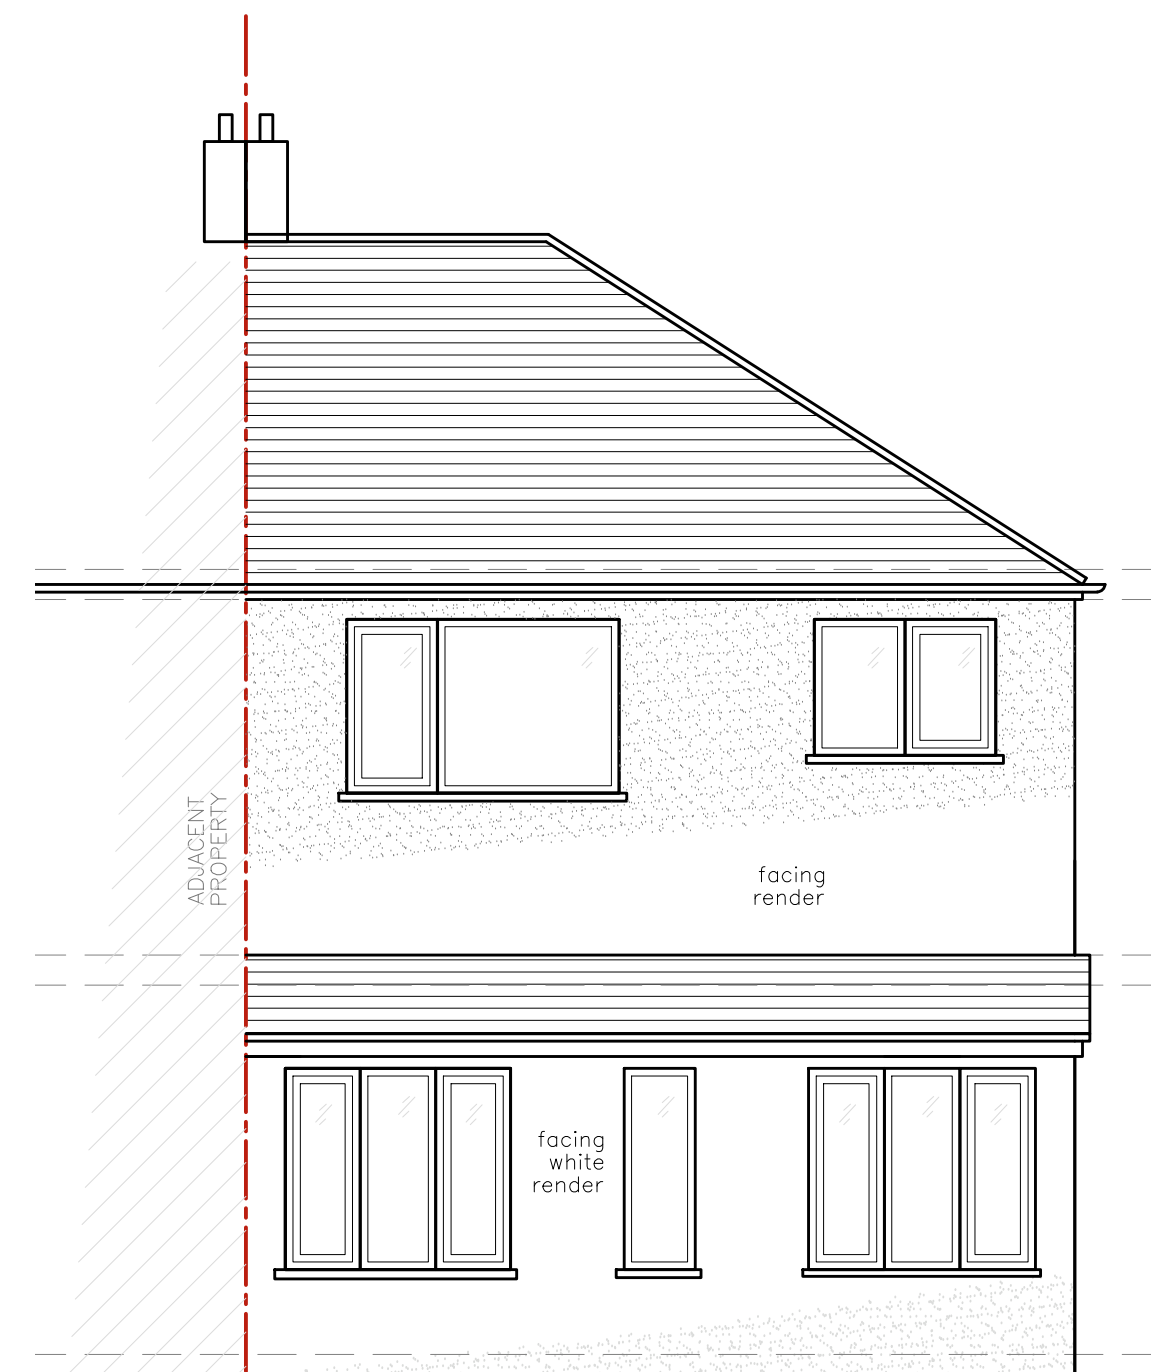 ADJACENT
PROPERTY
facing
render
facing
white
render